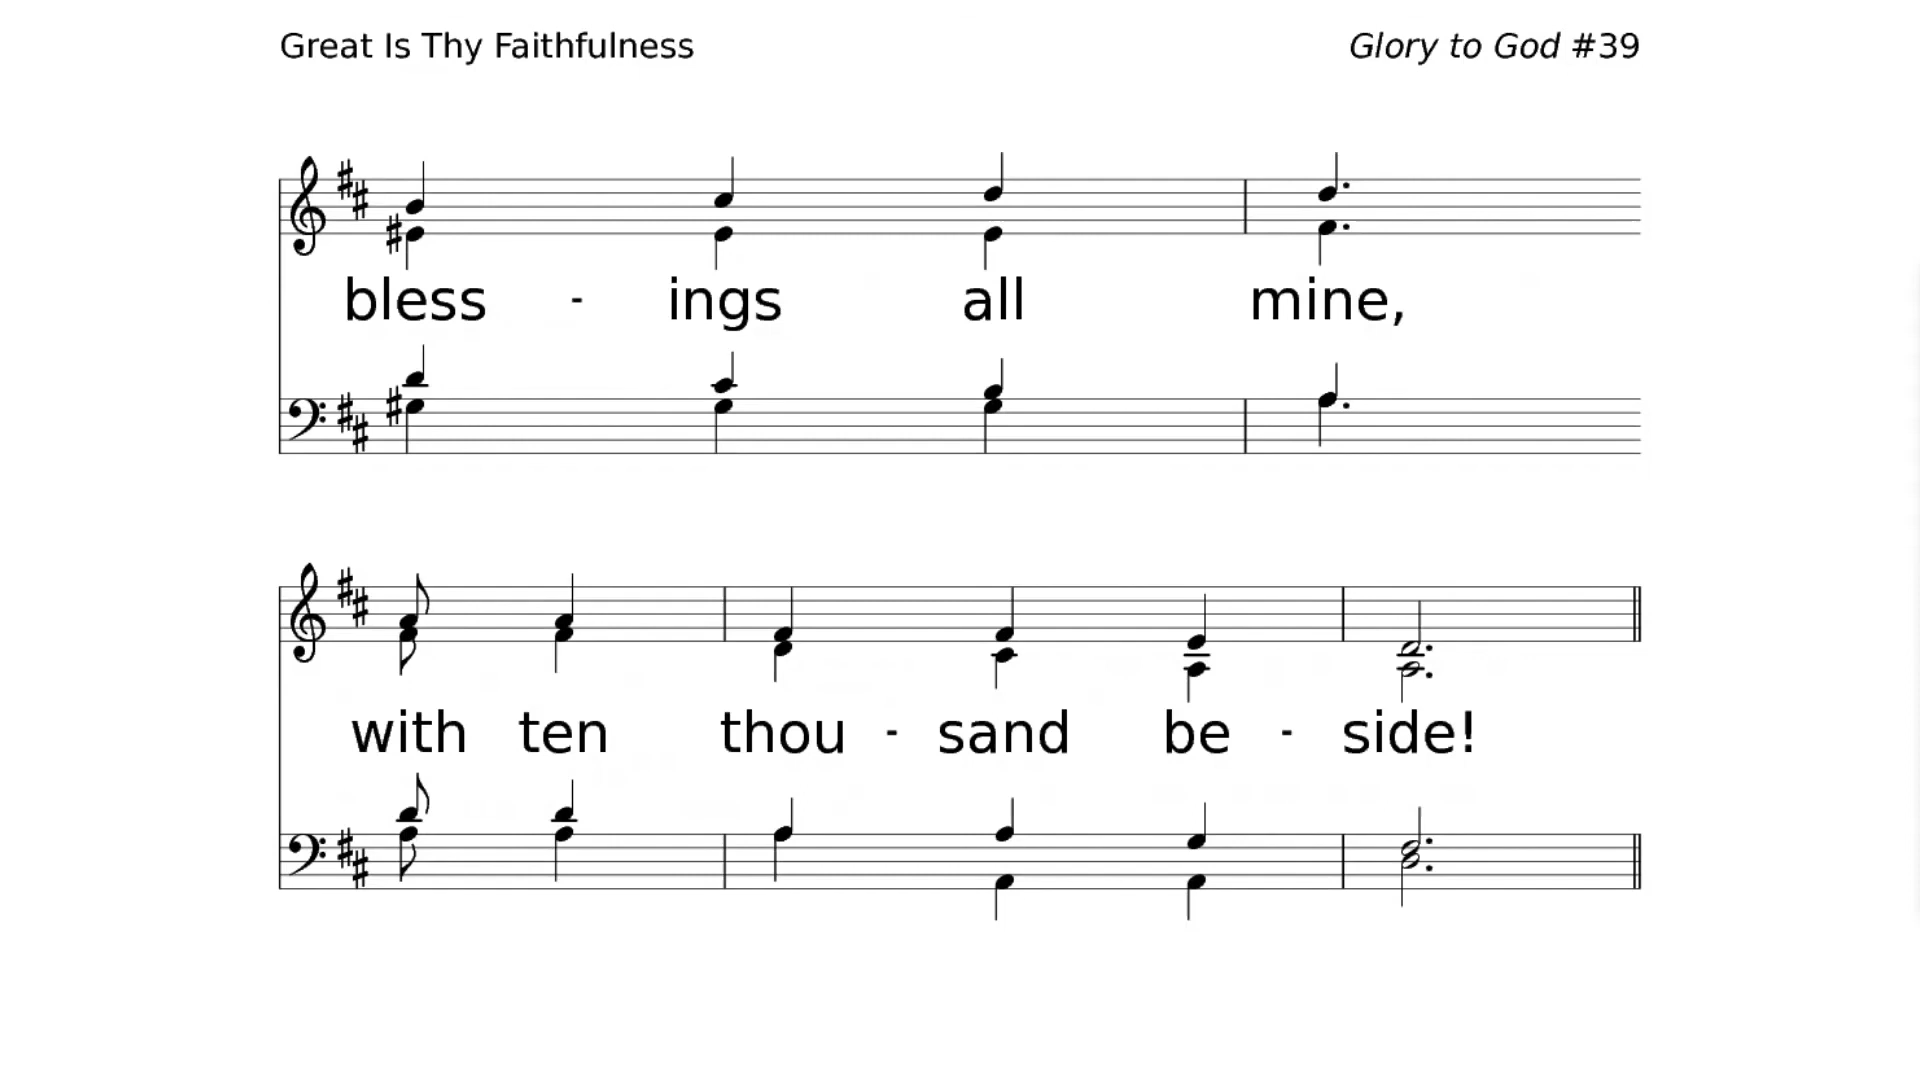 Great Is Thy Faithfulness Glory to God #39
bless - ings all mine,
with ten thou - sand be - side!